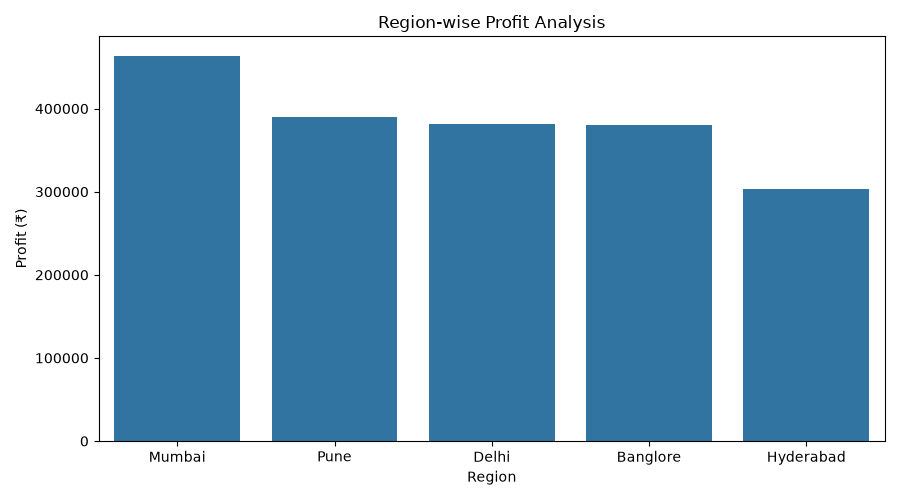 Region-wise Profit Analysis
Profit (₹)
400000
300000
200000
100000
0
Mumbai Pune Delhi Banglore Hyderabad
Region